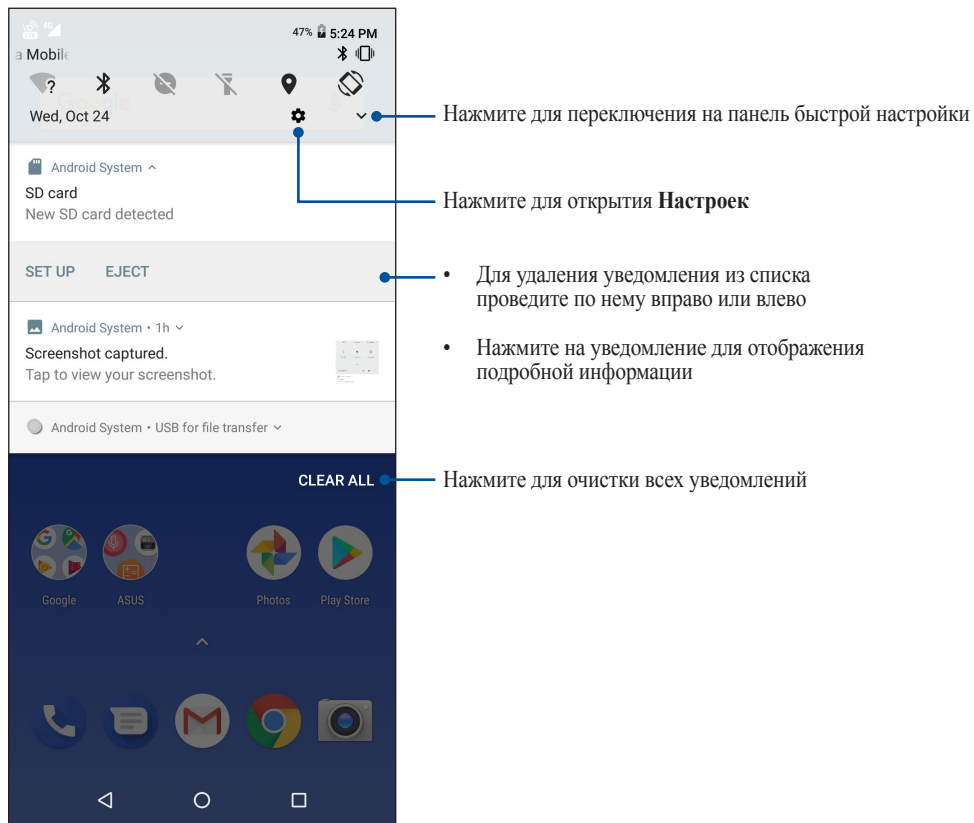 VO LTE 4G 47% 5:24 PM
a Mobile
?
Google
Wed, Oct 24
Нажмите для переключения на панель быстрой настройки
Android System
SD card
New SD card detected
Нажмите для открытия Настроек
SET UP EJECT
• Для удаления уведомления из списка
проведите по нему вправо или влево
Android System • 1h
Screenshot captured.
Tap to view your screenshot.
• Нажмите на уведомление для отображения
подробной информации
Android System • USB for file transfer
CLEAR ALL
Нажмите для очистки всех уведомлений
Google ASUS Photos Play Store